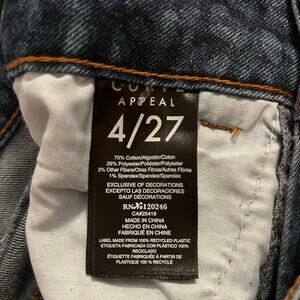 CURVE
APPEAL
4/27
70% Cotton/Algodón/Coton
26% Polyester/Poliéster/Polyester
3% Other Fibers/Otras Fibras/Autres Fibres
1% Spandex/Spandex/Spandex
EXCLUSIVE OF DECORATIONS
EXCEPTO LAS DECORACIONES
SAUF DÉCORATIONS
RN№120246
CA#25419
MADE IN CHINA
HECHO EN CHINA
FABRIQUÉ EN CHINE
LABEL MADE FROM 100% RECYCLED PLASTIC
ETIQUETA FABRICADA CON PLÁSTICO 100%
RECICLADO
ÉTIQUETTE FABRIQUÉE À PARTIR DE
PLASTIQUE 100 % RECYCLÉ